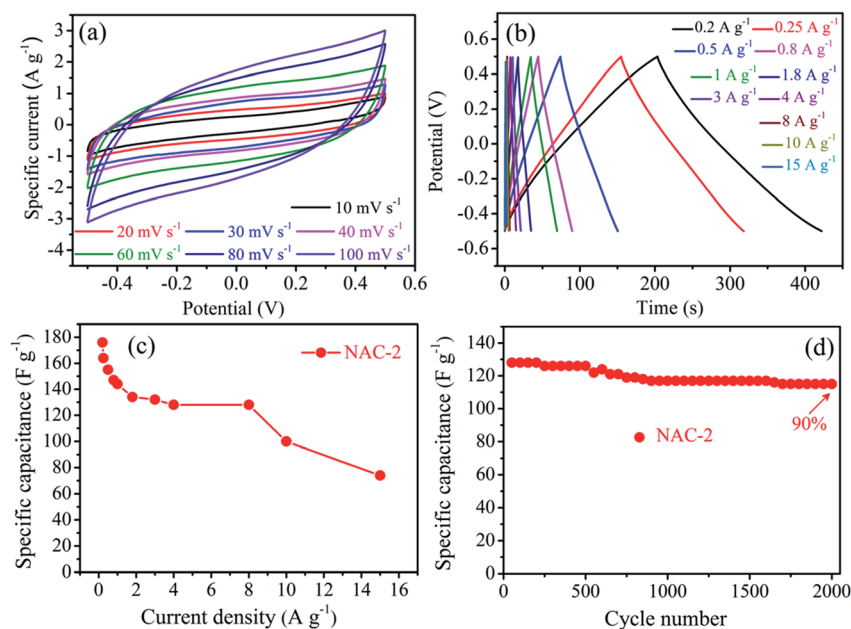 (a)
Specific current (A g⁻¹)
3
2
1
0
-1
-2
-3
-4
10 mV s⁻¹
20 mV s⁻¹ 30 mV s⁻¹ 40 mV s⁻¹
60 mV s⁻¹ 80 mV s⁻¹ 100 mV s⁻¹
-0.4 -0.2 0.0 0.2 0.4 0.6
Potential (V)
(b)
Potential (V)
0.6
0.4
0.0
-0.4
-0.6
0.2 A g⁻¹ 0.25 A g⁻¹
0.5 A g⁻¹ 0.8 A g⁻¹
1 A g⁻¹ 1.8 A g⁻¹
3 A g⁻¹ 4 A g⁻¹
8 A g⁻¹
10 A g⁻¹
15 A g⁻¹
0 100 200 300 400
Time (s)
(c)
Specific capacitance (F g⁻¹)
180
160
140
120
100
80
60
40
20
0
NAC-2
0 2 4 6 8 10 12 14 16
Current density (A g⁻¹)
(d)
Specific capacitance (F g⁻¹)
140
120
100
80
60
40
20
0
90%
NAC-2
0 500 1000 1500 2000
Cycle number